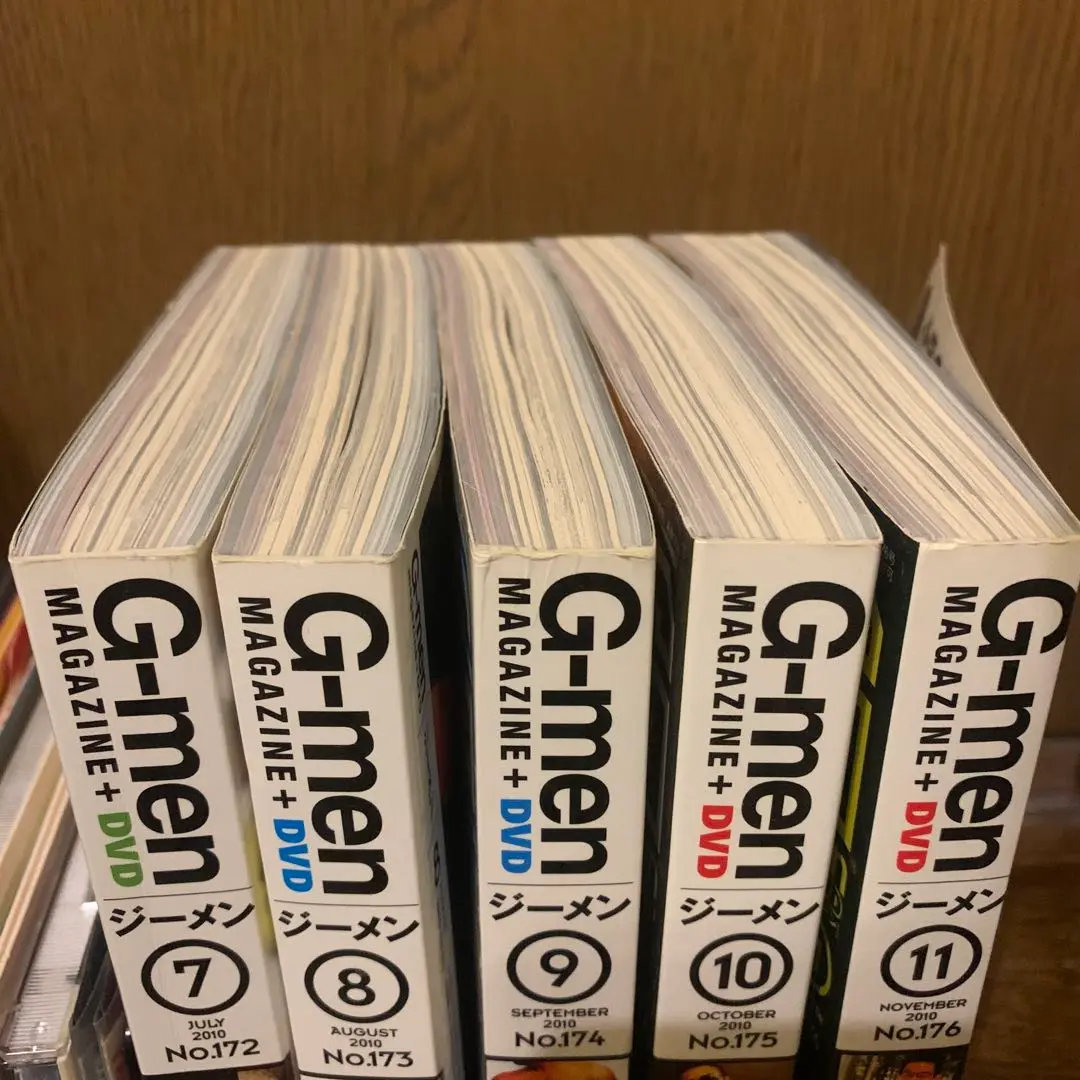 G-men
MAGAZINE + DVD
ジーメン
7
JULY
2010
No.172
G-men
MAGAZINE + DVD
ジーメン
8
AUGUST
2010
No.173
G-men
MAGAZINE + DVD
ジーメン
9
SEPTEMBER
2010
No.174
G-men
MAGAZINE + DVD
ジーメン
10
OCTOBER
2010
No.175
G-men
MAGAZINE + DVD
ジーメン
11
NOVEMBER
2010
No.176